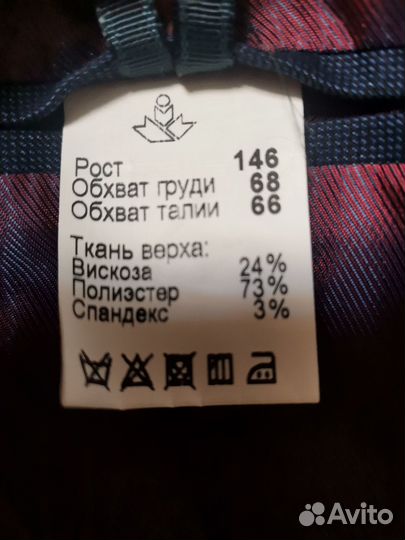 Рост 146
Обхват груди 68
Обхват талии 66
Ткань верха:
Вискоза 24%
Полиэстер 73%
Спандекс 3%
Avito